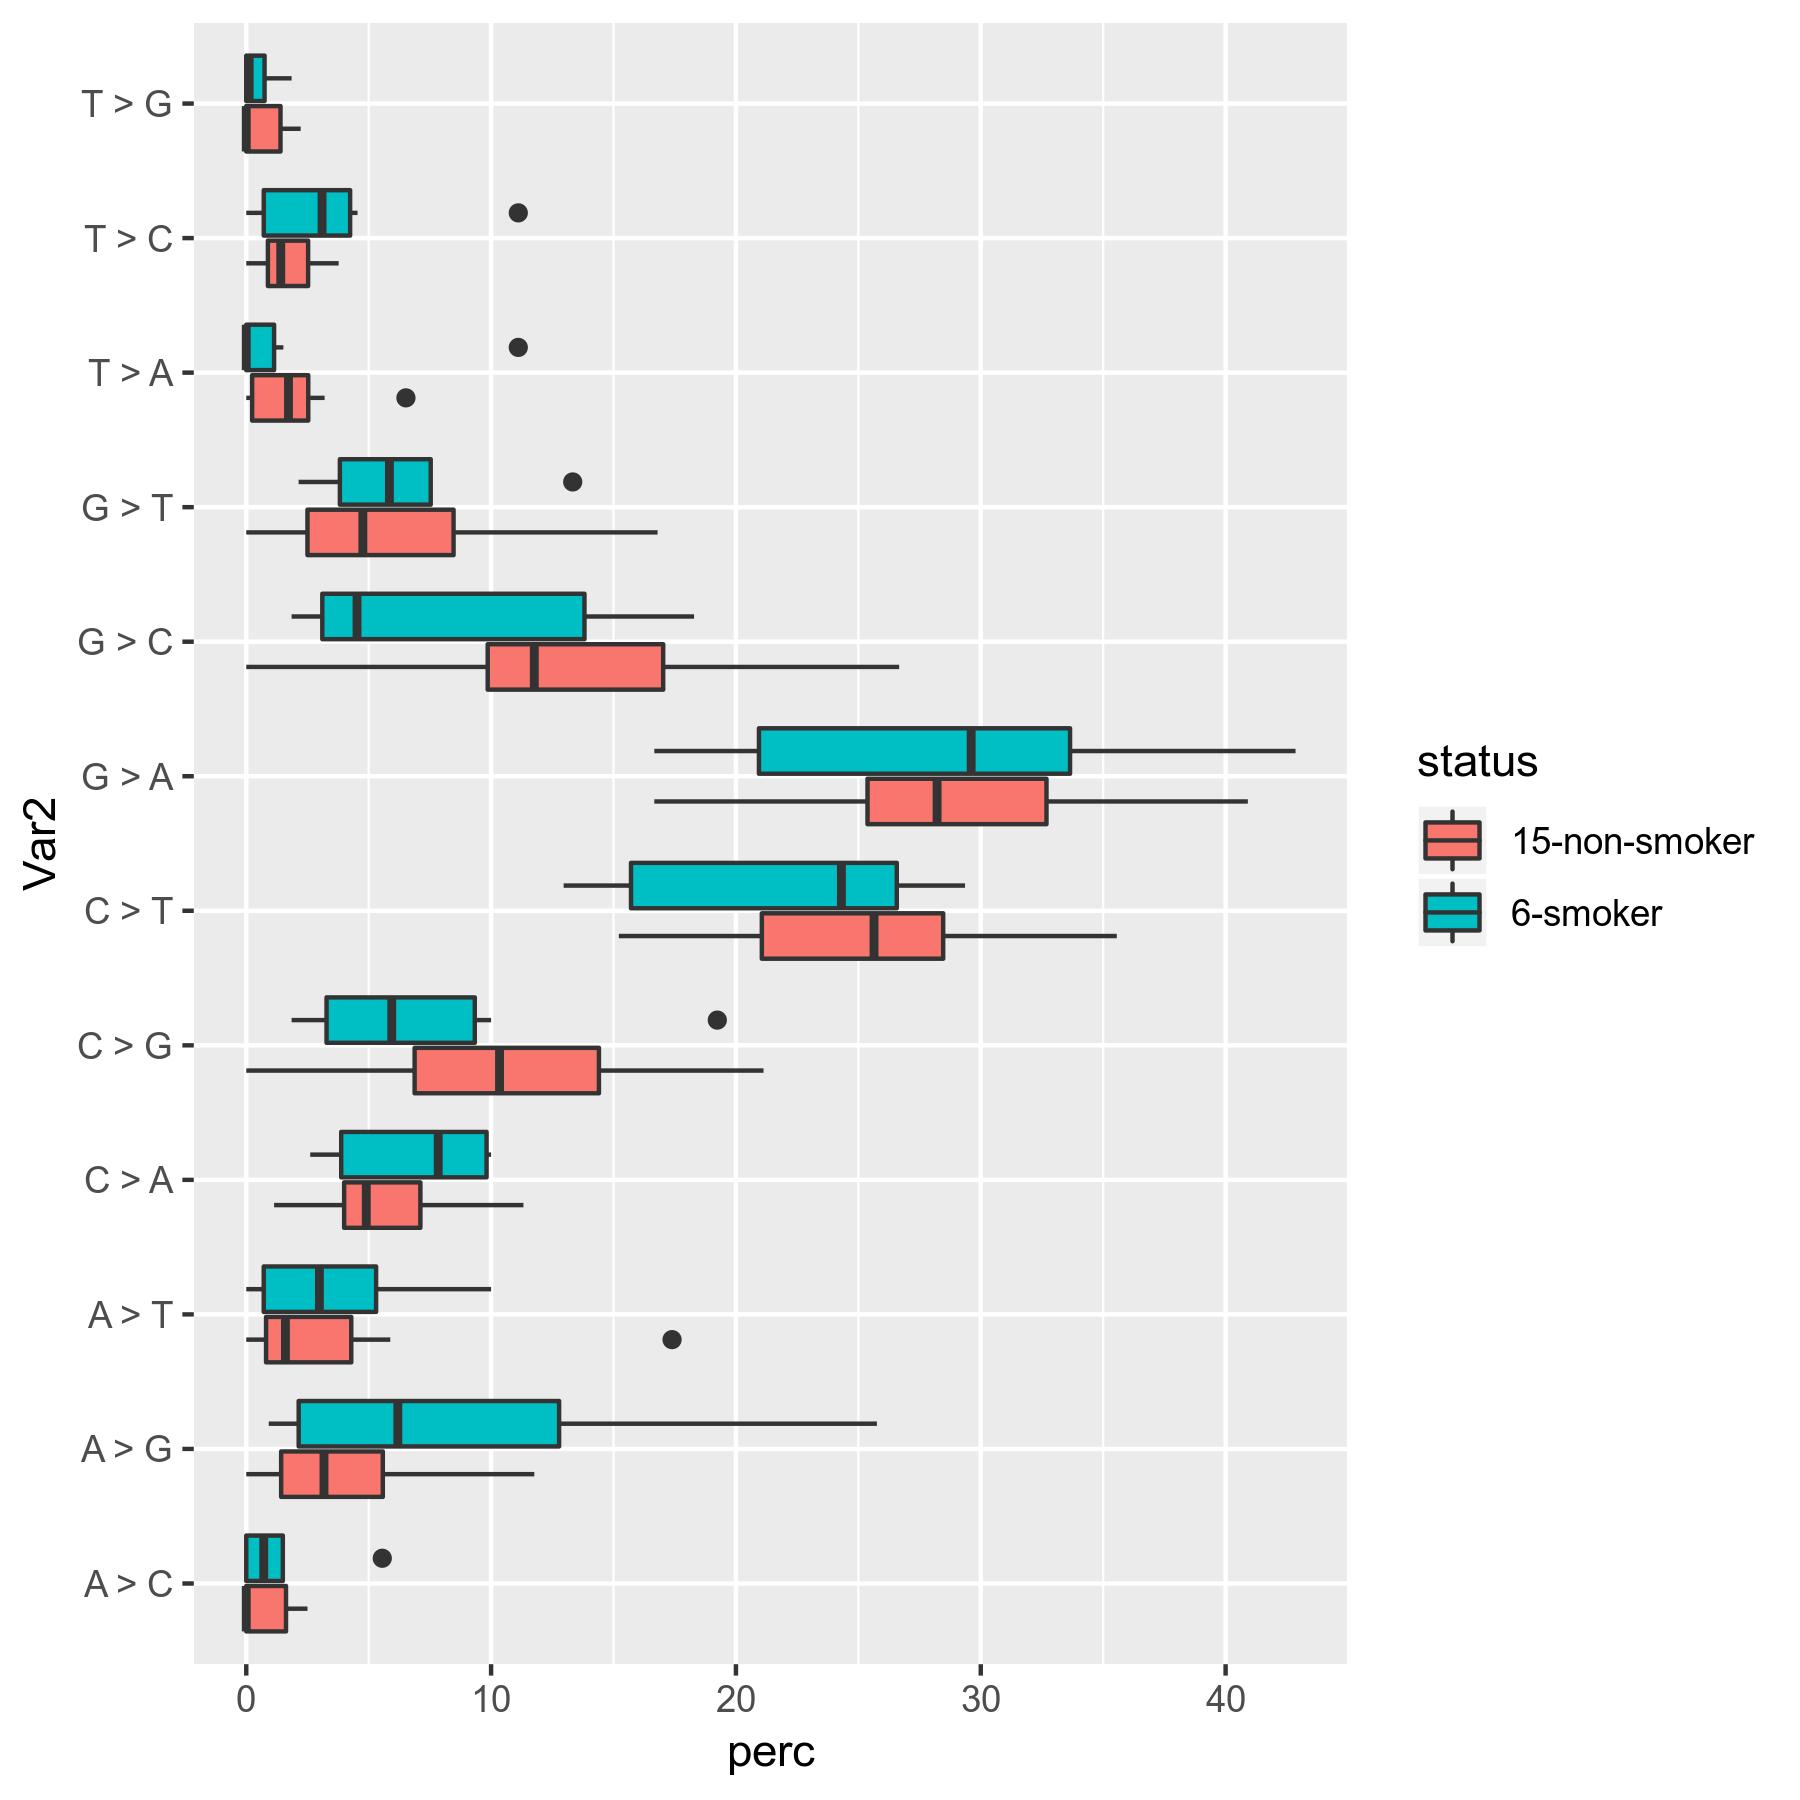 T > G
T > C
T > A
G > T
G > C
G > A
C > T
C > G
C > A
A > T
A > G
A > C
Var2
0 10 20 30 40
perc
status
15-non-smoker
6-smoker